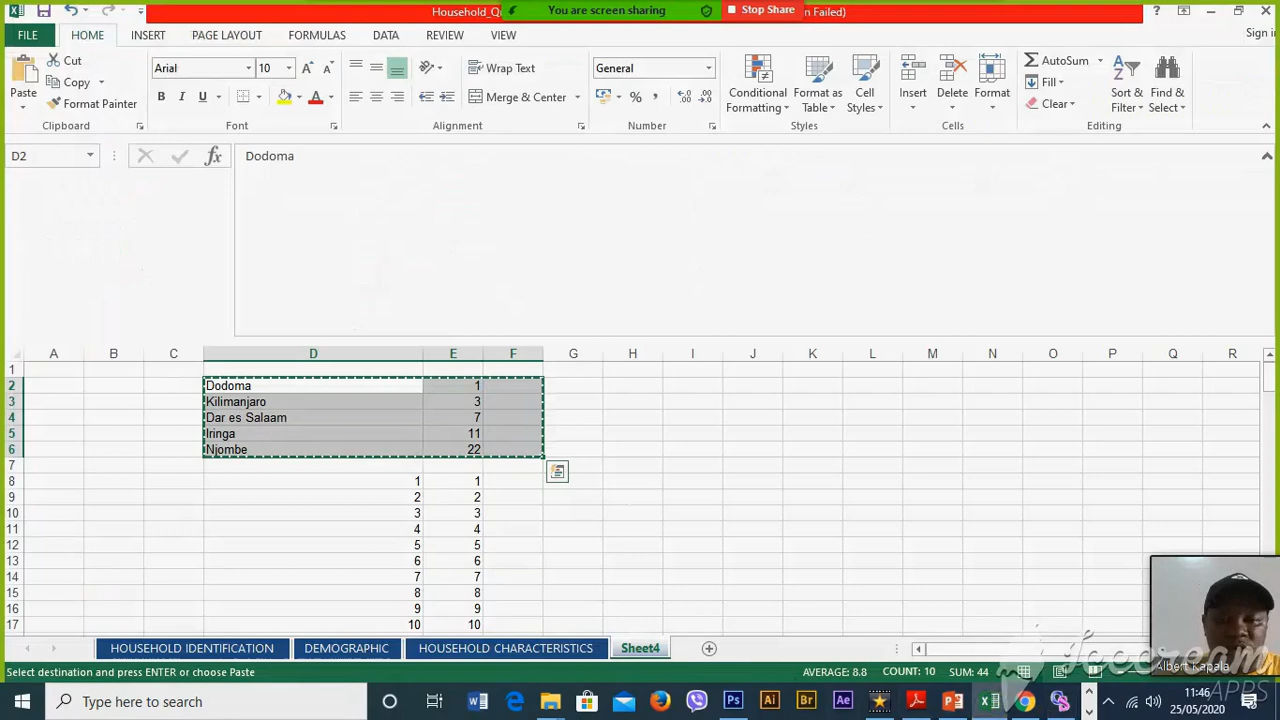 Household_Qu
You are screen sharing
Stop Share
n Failed)
FILE HOME INSERT PAGE LAYOUT FORMULAS DATA REVIEW VIEW
Sign in
Cut
Copy
Format Painter
Paste
Clipboard
Arial 10
B I U
Font
Wrap Text
Merge & Center
Alignment
General
%
Number
Conditional Formatting
Format as Table
Cell Styles
Styles
Insert Delete Format
Cells
AutoSum
Fill
Clear
Sort & Filter
Find & Select
Editing
D2 fx Dodoma
A B C D E F G H I J K L M N O P Q R
1
2 Dodoma 1
3 Kilimanjaro 3
4 Dar es Salaam 7
5 Iringa 11
6 Njombe 22
7
8 1 1
9 2 2
10 3 3
11 4 4
12 5 5
13 6 6
14 7 7
15 8 8
16 9 9
17 10 10
HOUSEHOLD IDENTIFICATION DEMOGRAPHIC HOUSEHOLD CHARACTERISTICS Sheet4
Albert Kapala
Select destination and press ENTER or choose Paste
AVERAGE: 8.8 COUNT: 10 SUM: 44
Icecream
APPS
Type here to search
11:46
25/05/2020